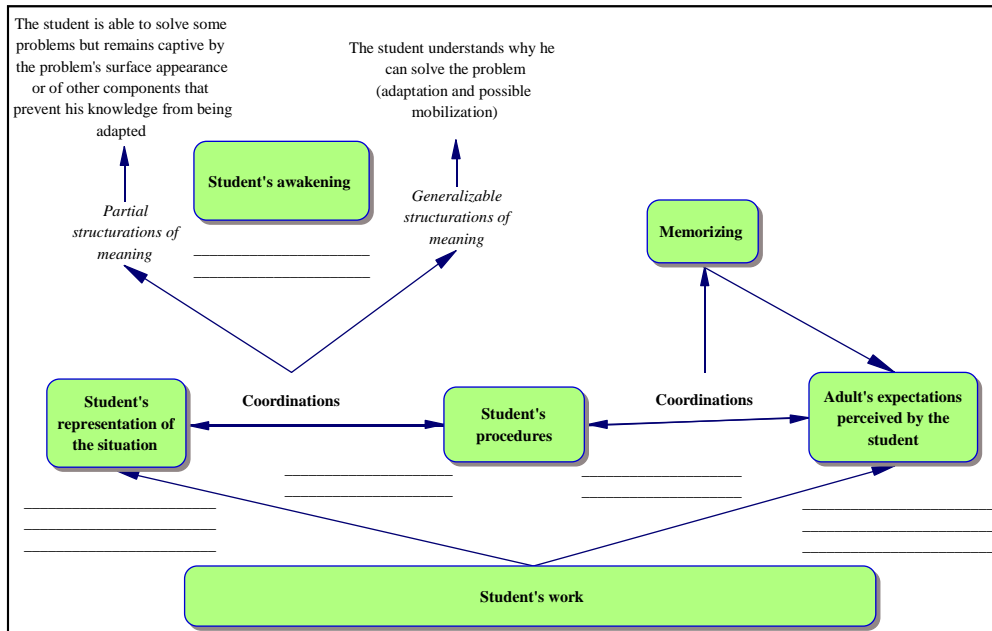 The student is able to solve some
problems but remains captive by
the problem's surface appearance
or of other components that
prevent his knowledge from being
adapted
The student understands why he
can solve the problem
(adaptation and possible
mobilization)
Student's awakening
Partial
structurations of
meaning
Generalizable
structurations of
meaning
Memorizing
Student's
representation of
the situation
Coordinations
Student's
procedures
Coordinations
Adult's expectations
perceived by the
student
Student's work